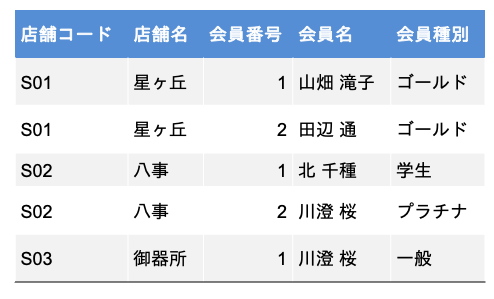 店舗コード 店舗名 会員番号 会員名 会員種別
S01 星ヶ丘 1 山畑 滝子 ゴールド
S01 星ヶ丘 2 田辺 通 ゴールド
S02 八事 1 北 千種 学生
S02 八事 2 川澄 桜 プラチナ
S03 御器所 1 川澄 桜 一般